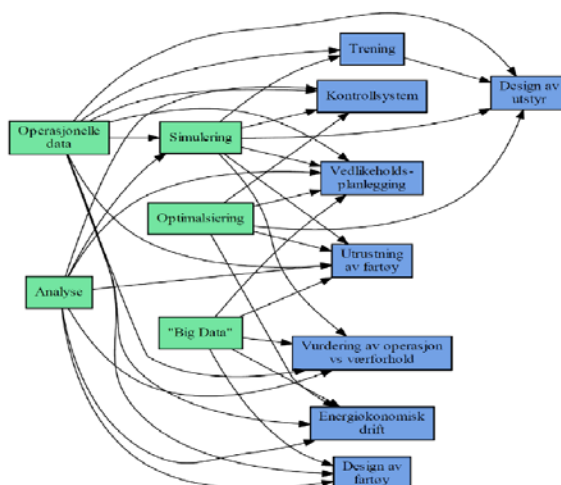 Trening
Design av
utstyr
Kontrollsystem
Operasjonelle
data
Simulering
Vedlikeholds-
planlegging
Optimalsiering
Utrustning
av fartøy
Analyse
"Big Data"
Vurdering av operasjon
vs værforhold
Energiøkonomisk
drift
Design av
fartøy